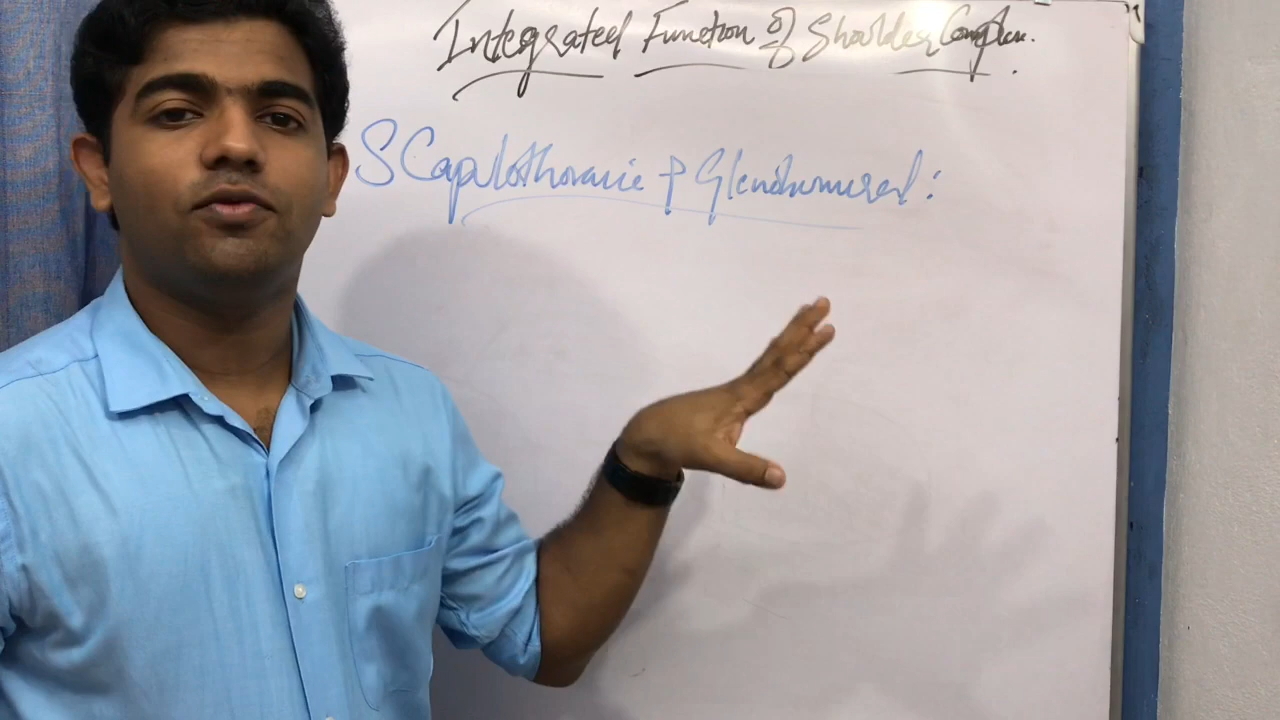 Integrated Function of Shoulder Complex.
SCapulothoracic + Glenohumeral :